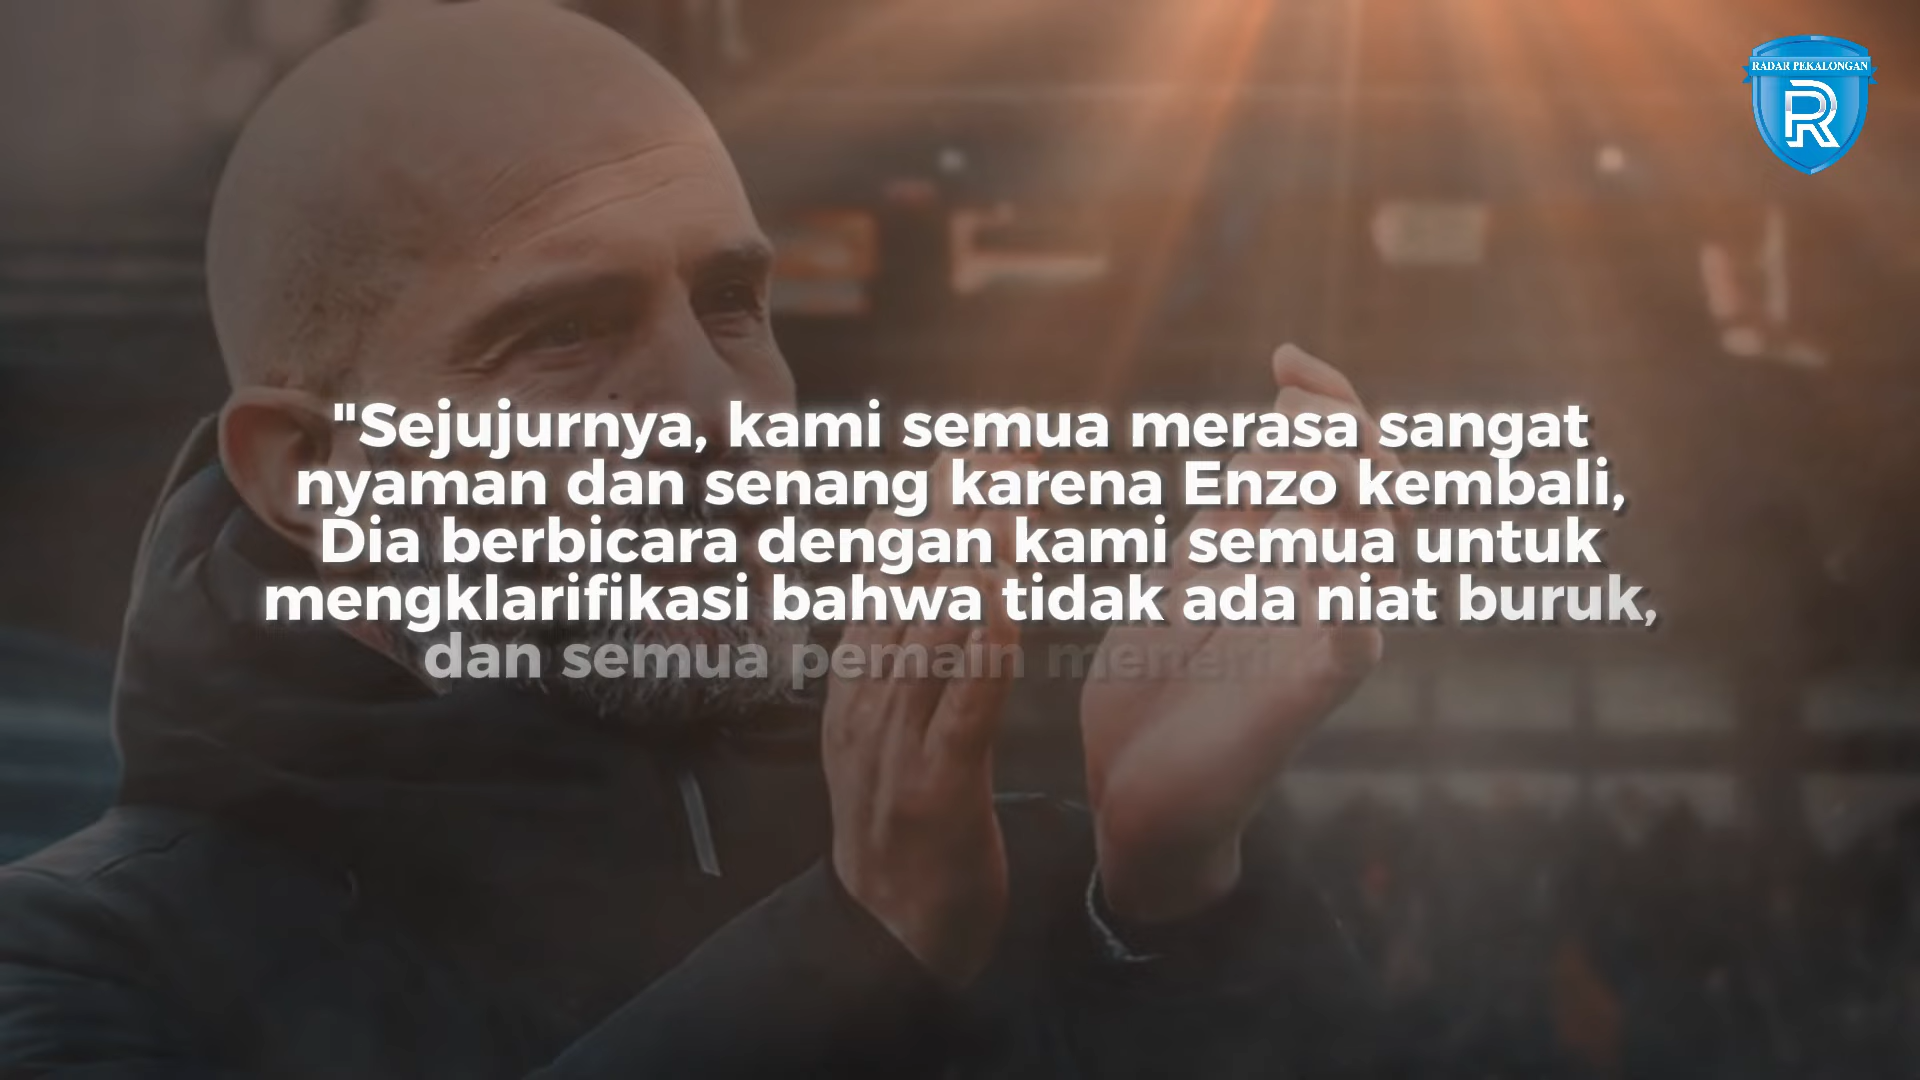 RADAR PEKALONGAN
R
"Sejujurnya, kami semua merasa sangat
nyaman dan senang karena Enzo kembali,
Dia berbicara dengan kami semua untuk
mengklarifikasi bahwa tidak ada niat buruk,
dan semua pemain